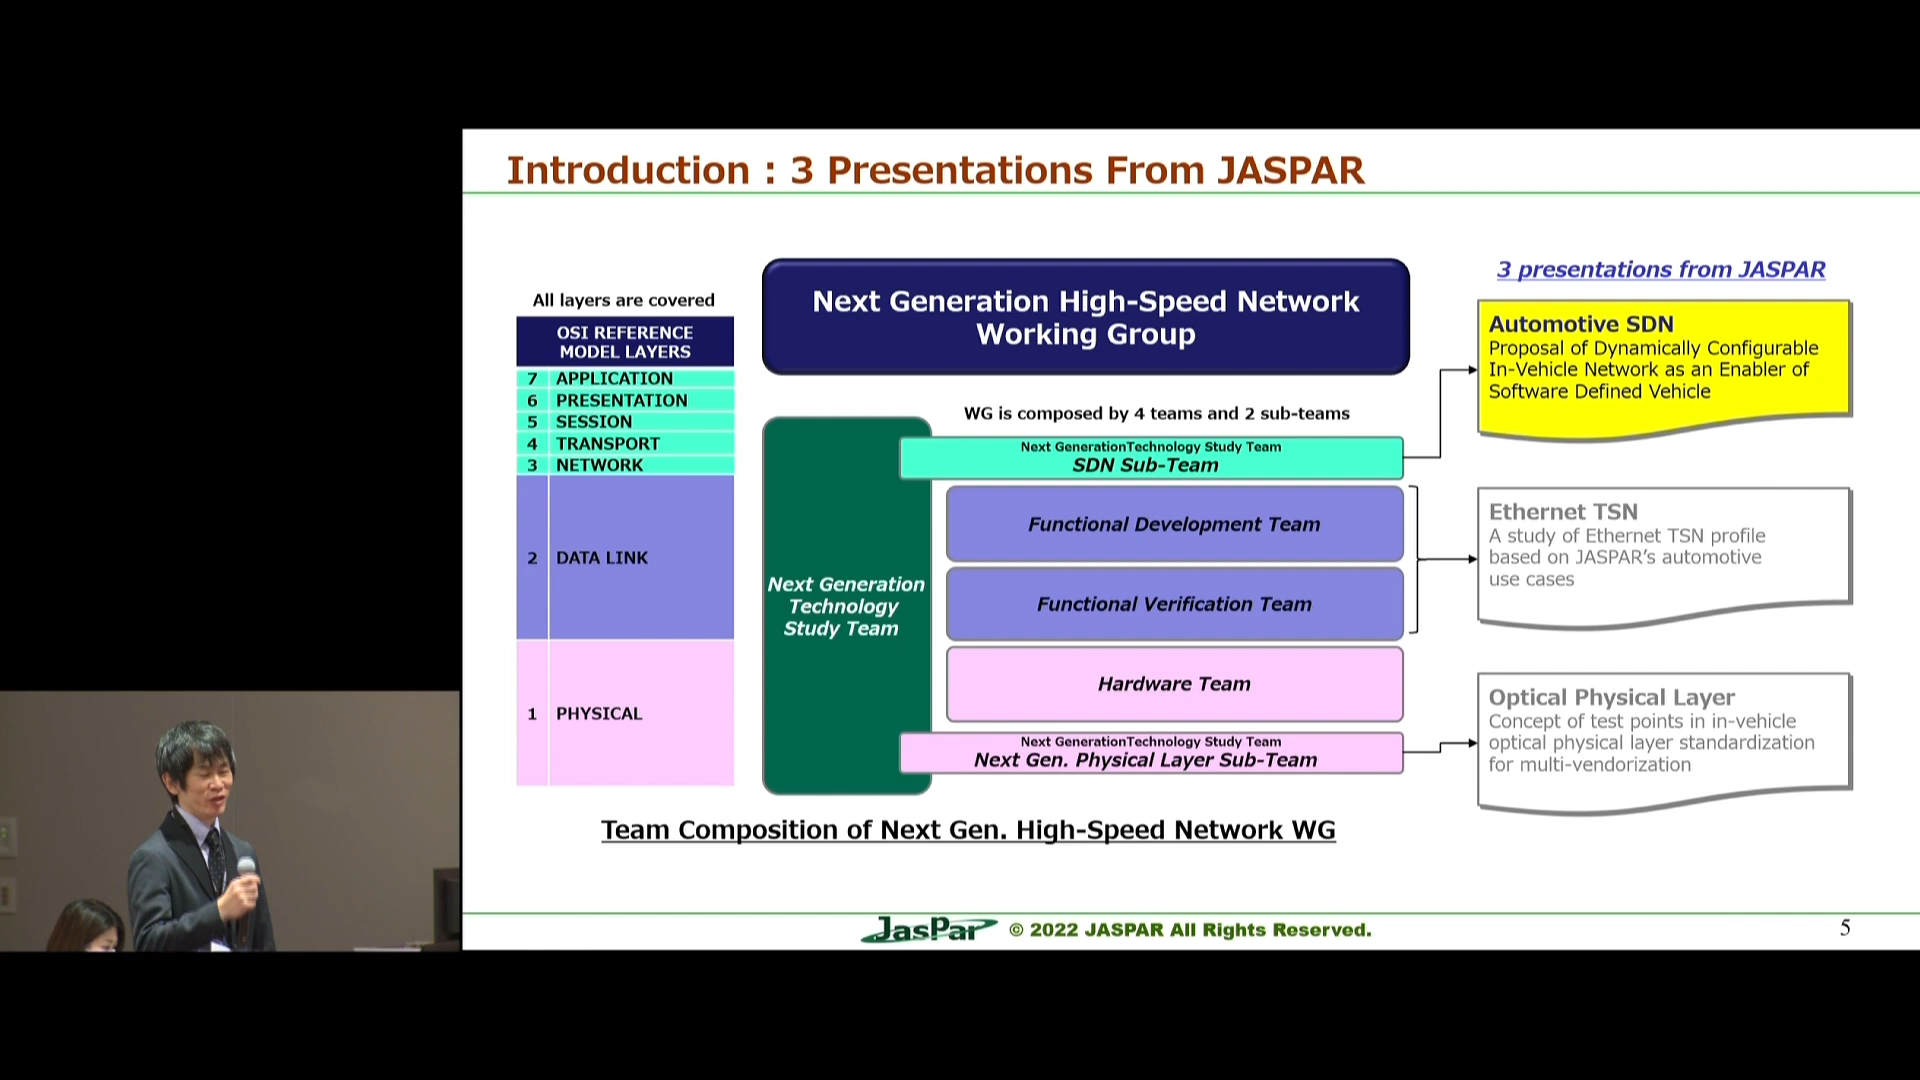 Introduction : 3 Presentations From JASPAR
All layers are covered
OSI REFERENCE
MODEL LAYERS
7 APPLICATION
6 PRESENTATION
5 SESSION
4 TRANSPORT
3 NETWORK
2 DATA LINK
1 PHYSICAL
Next Generation High-Speed Network
Working Group
WG is composed by 4 teams and 2 sub-teams
Next Generation
Technology
Study Team
Next GenerationTechnology Study Team
SDN Sub-Team
Functional Development Team
Functional Verification Team
Hardware Team
Next GenerationTechnology Study Team
Next Gen. Physical Layer Sub-Team
3 presentations from JASPAR
Automotive SDN
Proposal of Dynamically Configurable
In-Vehicle Network as an Enabler of
Software Defined Vehicle
Ethernet TSN
A study of Ethernet TSN profile
based on JASPAR's automotive
use cases
Optical Physical Layer
Concept of test points in in-vehicle
optical physical layer standardization
for multi-vendorization
Team Composition of Next Gen. High-Speed Network WG
JasPar © 2022 JASPAR All Rights Reserved.
5